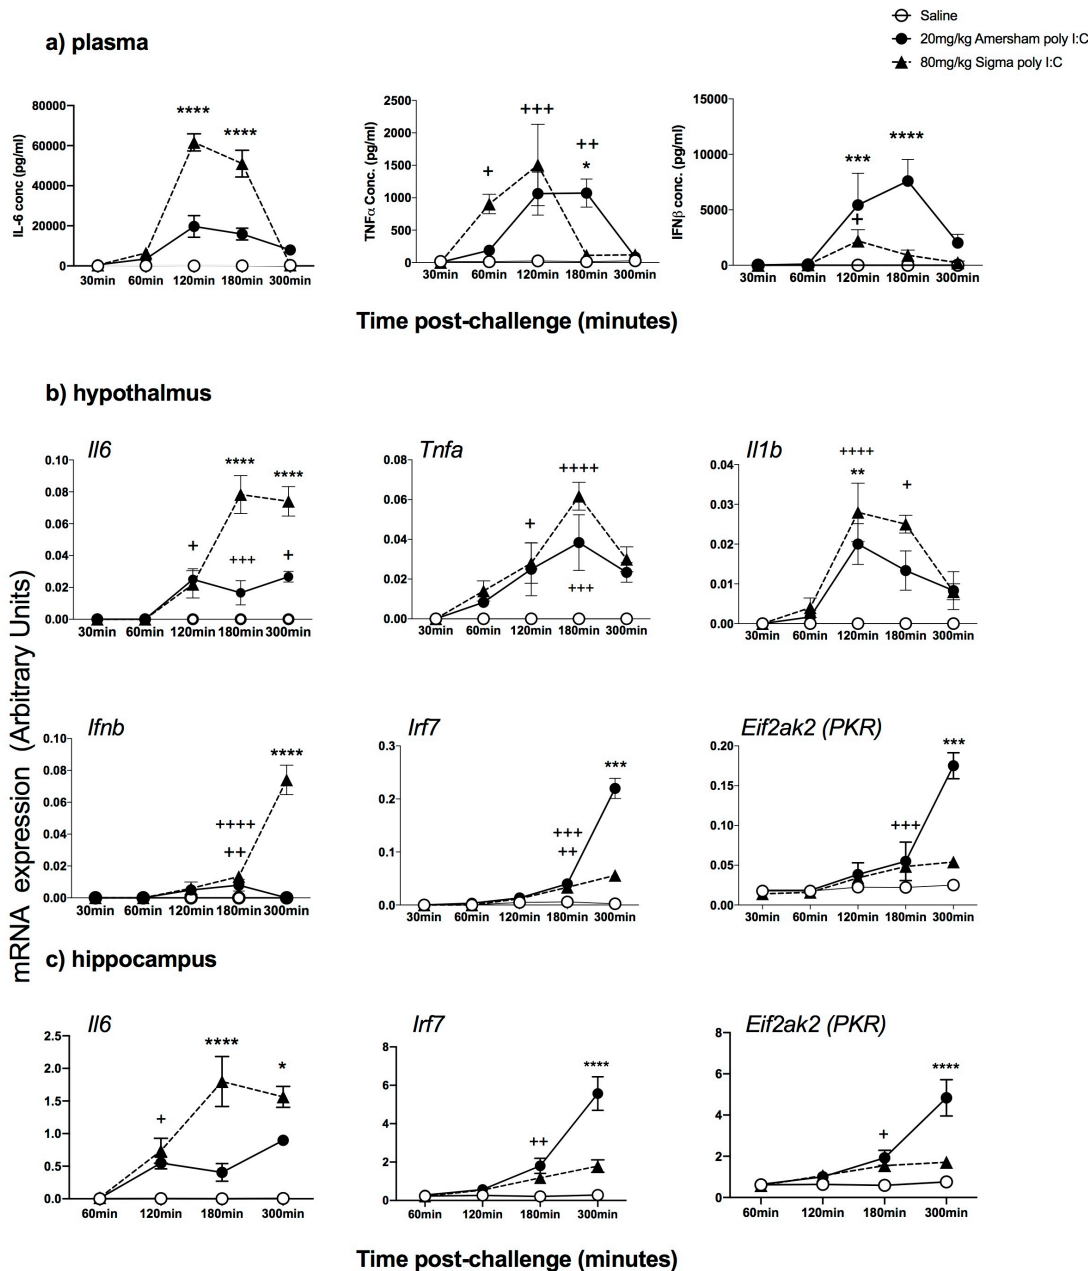 Saline
20mg/kg Amersham poly I:C
80mg/kg Sigma poly I:C
a) plasma
IL-6 conc (pg/ml)
80000
60000
40000
20000
0
30min 60min 120min 180min 300min
**** ****
TNFα Conc. (pg/ml)
2500
2000
1500
1000
500
0
30min 60min 120min 180min 300min
+ +++ ++ *
IFNβ conc. (pg/ml)
15000
10000
5000
0
30min 60min 120min 180min 300min
*** + ****
Time post-challenge (minutes)
b) hypothalmus
mRNA expression (Arbitrary Units)
Il6
0.10
0.08
0.06
0.04
0.02
0.00
30min 60min 120min 180min 300min
+ **** +++ **** +
Tnfa
0.08
0.06
0.04
0.02
0.00
30min 60min 120min 180min 300min
+ ++++ +++
Il1b
0.04
0.03
0.02
0.01
0.00
30min 60min 120min 180min 300min
++++ ** +
Ifnb
0.10
0.08
0.06
0.04
0.02
0.00
30min 60min 120min 180min 300min
++++ ++ ****
Irf7
0.3
0.2
0.1
0.0
30min 60min 120min 180min 300min
+++ ++ ***
Eif2ak2 (PKR)
0.20
0.15
0.10
0.05
0.00
30min 60min 120min 180min 300min
+++ ***
c) hippocampus
Il6
2.5
2.0
1.5
1.0
0.5
0.0
60min 120min 180min 300min
+ **** *
Irf7
8
6
4
2
0
60min 120min 180min 300min
++ ****
Eif2ak2 (PKR)
8
6
4
2
0
60min 120min 180min 300min
+ ****
Time post-challenge (minutes)